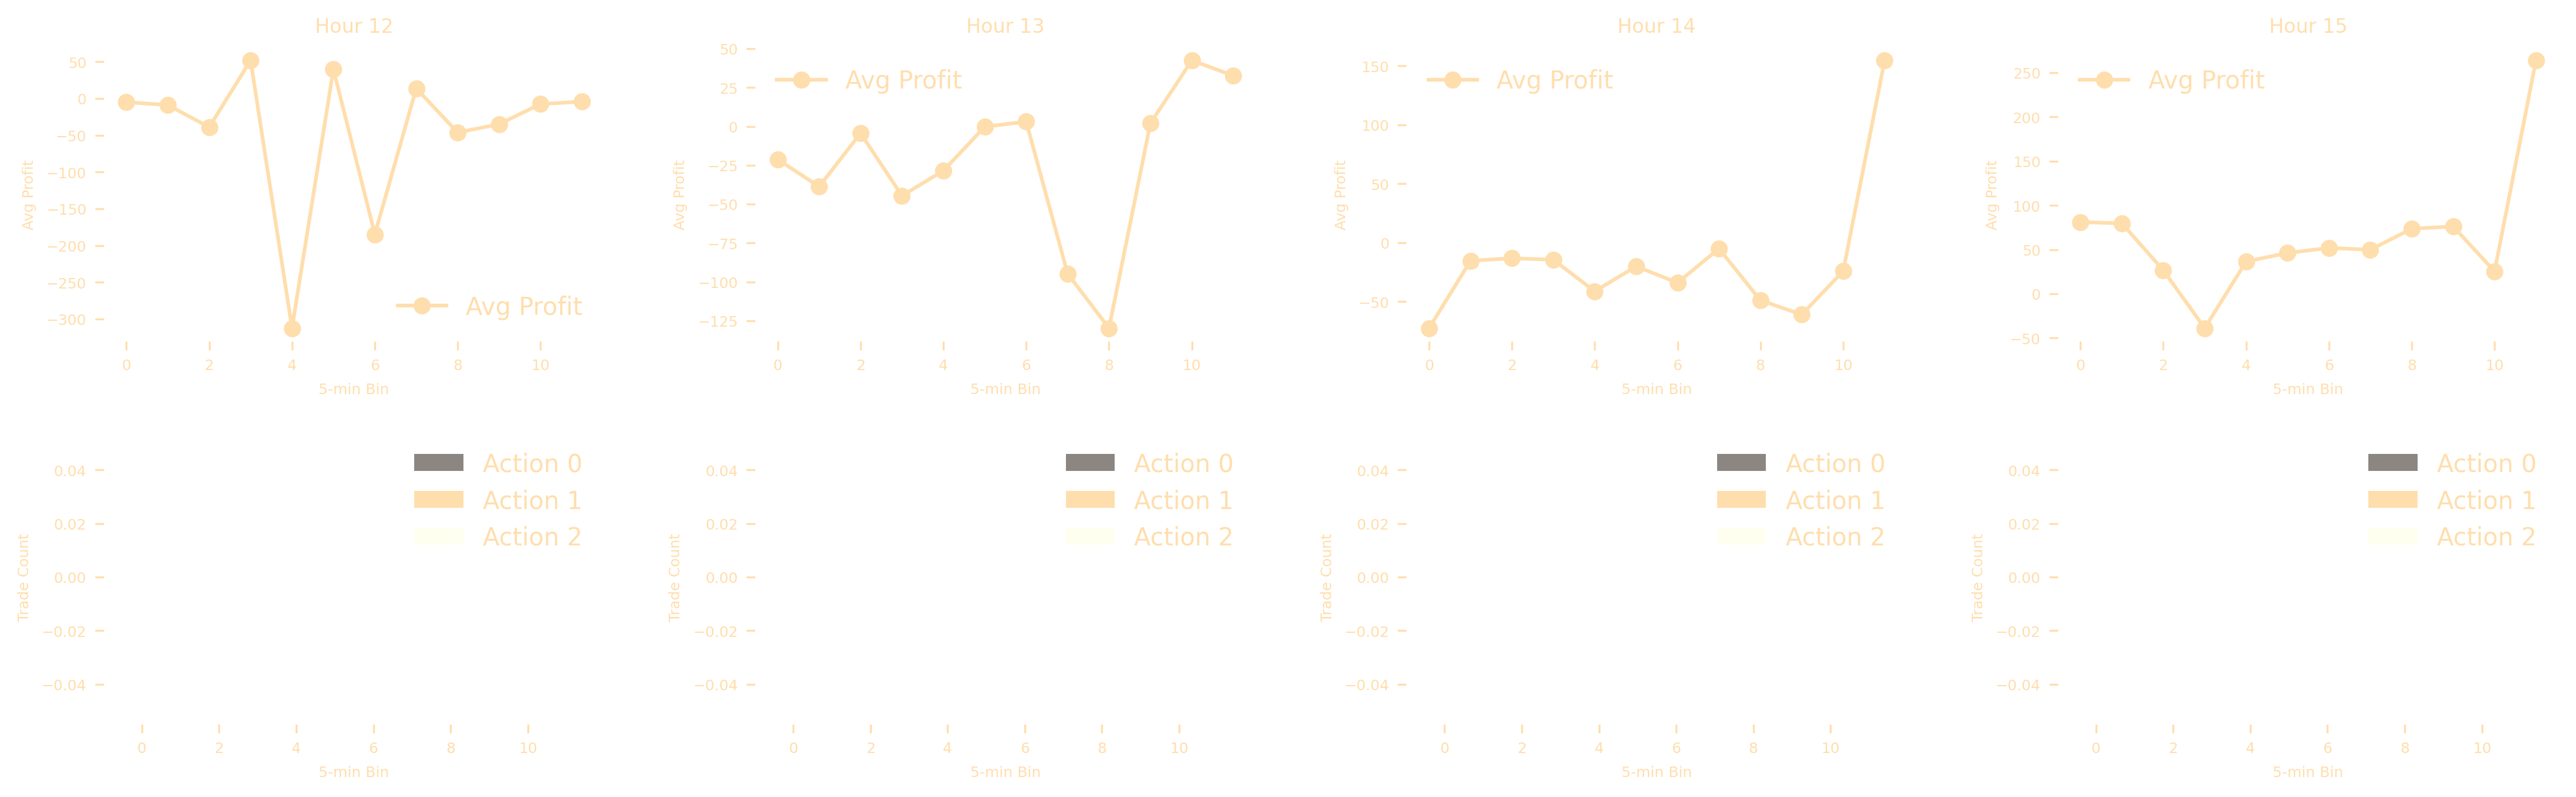 Hour 12
50
0
−50
−100
−150
−200
−250
−300
Avg Profit
Avg Profit
0 2 4 6 8 10
5-min Bin
Hour 13
50
25
0
−25
−50
−75
−100
−125
Avg Profit
Avg Profit
0 2 4 6 8 10
5-min Bin
Hour 14
150
100
50
0
−50
Avg Profit
Avg Profit
0 2 4 6 8 10
5-min Bin
Hour 15
250
200
150
100
50
0
−50
Avg Profit
Avg Profit
0 2 4 6 8 10
5-min Bin
0.04
0.02
0.00
−0.02
−0.04
Trade Count
Action 0
Action 1
Action 2
0 2 4 6 8 10
5-min Bin
0.04
0.02
0.00
−0.02
−0.04
Trade Count
Action 0
Action 1
Action 2
0 2 4 6 8 10
5-min Bin
0.04
0.02
0.00
−0.02
−0.04
Trade Count
Action 0
Action 1
Action 2
0 2 4 6 8 10
5-min Bin
0.04
0.02
0.00
−0.02
−0.04
Trade Count
Action 0
Action 1
Action 2
0 2 4 6 8 10
5-min Bin